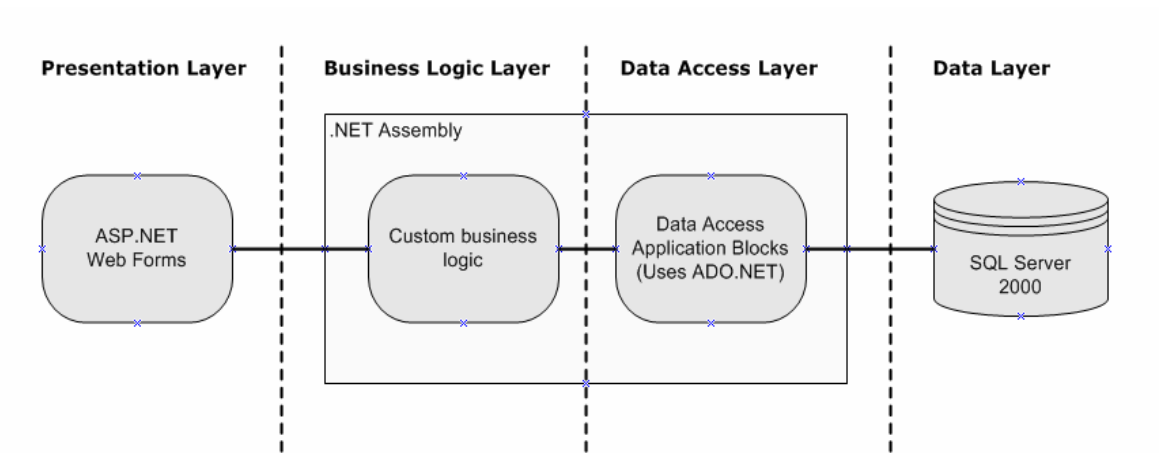 Presentation Layer
Business Logic Layer
Data Access Layer
Data Layer
.NET Assembly
ASP.NET
Web Forms
Custom business
logic
Data Access
Application Blocks
(Uses ADO.NET)
SQL Server
2000